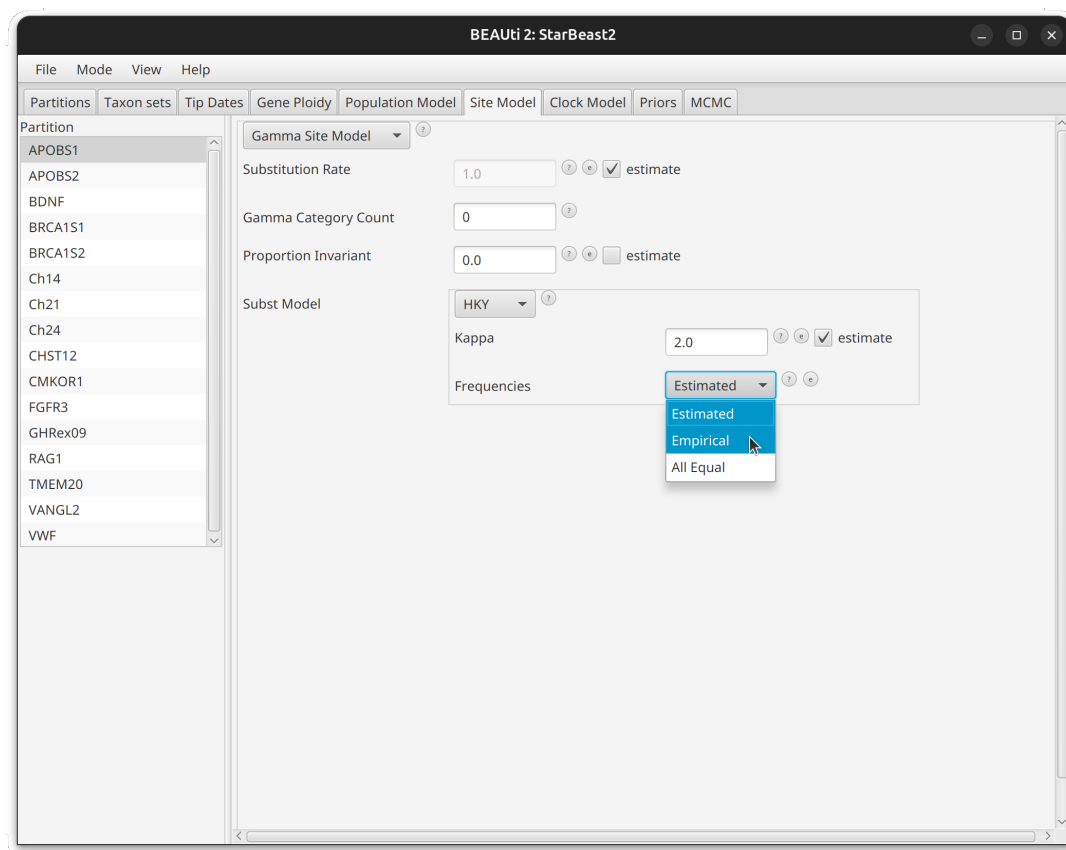 BEAUti 2: StarBeast2
File Mode View Help
Partitions Taxon sets Tip Dates Gene Ploidy Population Model Site Model Clock Model Priors MCMC
Partition
APOBS1
APOBS2
BDNF
BRCA1S1
BRCA1S2
Ch14
Ch21
Ch24
CHST12
CMKOR1
FGFR3
GHRex09
RAG1
TMEM20
VANGL2
VWF
Gamma Site Model ?
Substitution Rate 1.0 ? e estimate
Gamma Category Count 0 ?
Proportion Invariant 0.0 ? e estimate
Subst Model HKY ?
Kappa 2.0 ? e estimate
Frequencies Estimated ? e
Estimated
Empirical
All Equal